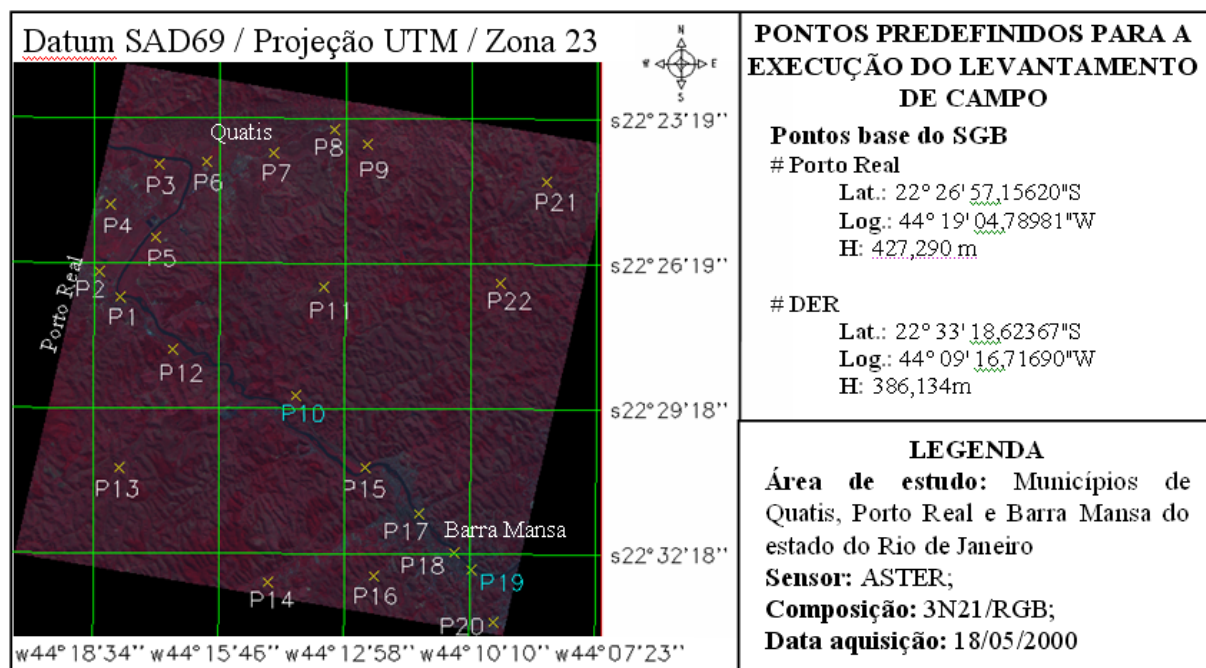 Datum SAD69 / Projeção UTM / Zona 23
N
W
E
S
Quatis
P8
P3
P6
P7
P9
P4
P21
P5
P2
P1
P11
P22
Porto Real
P12
P10
P13
P15
P17
Barra Mansa
P18
P14
P16
P19
P20
s22°23'19''
s22°26'19''
s22°29'18''
s22°32'18''
w44°18'34'' w44°15'46'' w44°12'58'' w44°10'10'' w44°07'23''
PONTOS PREDEFINIDOS PARA A
EXECUÇÃO DO LEVANTAMENTO
DE CAMPO
Pontos base do SGB
# Porto Real
Lat.: 22° 26' 57,15620"S
Log.: 44° 19' 04,78981"W
H: 427,290 m
# DER
Lat.: 22° 33' 18,62367"S
Log.: 44° 09' 16,71690"W
H: 386,134m
LEGENDA
Área de estudo: Municípios de
Quatis, Porto Real e Barra Mansa do
estado do Rio de Janeiro
Sensor: ASTER;
Composição: 3N21/RGB;
Data aquisição: 18/05/2000